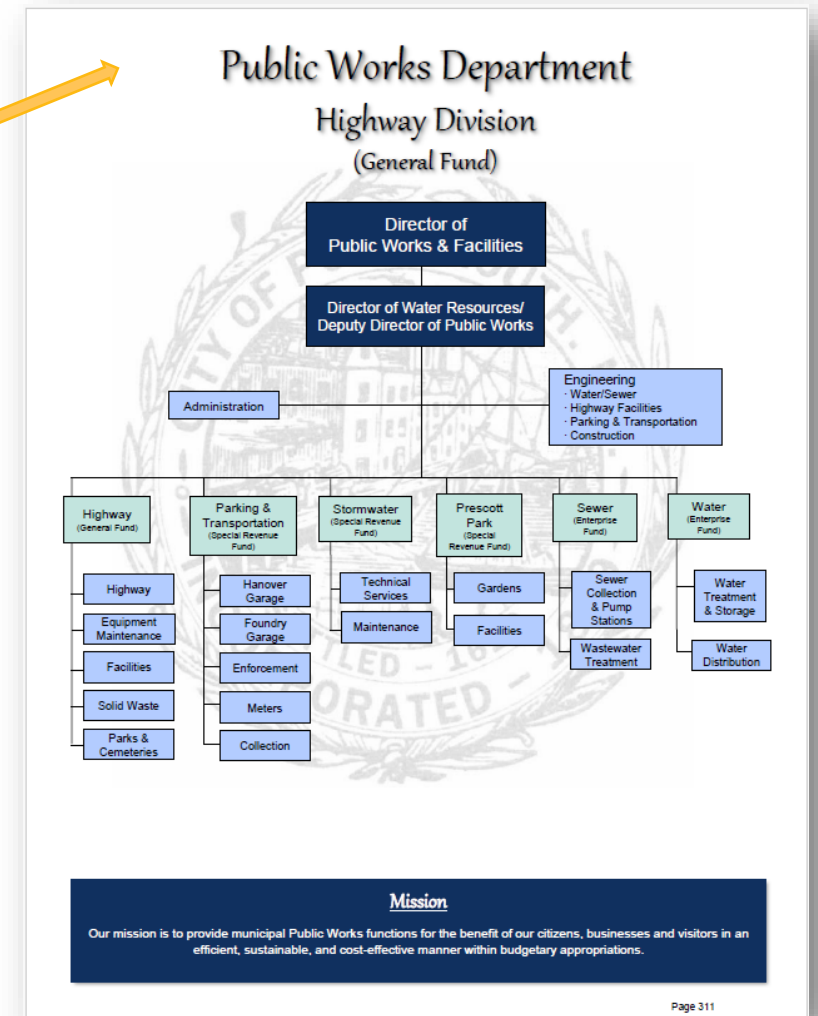 Public Works Department
Highway Division
(General Fund)
Director of
Public Works & Facilities
Director of Water Resources/
Deputy Director of Public Works
Administration
Engineering
· Water/Sewer
· Highway Facilities
· Parking & Transportation
· Construction
Highway
(General Fund)
Highway
Equipment
Maintenance
Facilities
Solid Waste
Parks &
Cemeteries
Parking &
Transportation
(Special Revenue
Fund)
Hanover
Garage
Foundry
Garage
Enforcement
Meters
Collection
Stormwater
(Special Revenue
Fund)
Technical
Services
Maintenance
Prescott
Park
(Special
Revenue Fund)
Gardens
Facilities
Sewer
(Enterprise
Fund)
Sewer
Collection
& Pump
Stations
Wastewater
Treatment
Water
(Enterprise
Fund)
Water
Treatment
& Storage
Water
Distribution
Mission
Our mission is to provide municipal Public Works functions for the benefit of our citizens, businesses and visitors in an
efficient, sustainable, and cost-effective manner within budgetary appropriations.
Page 311